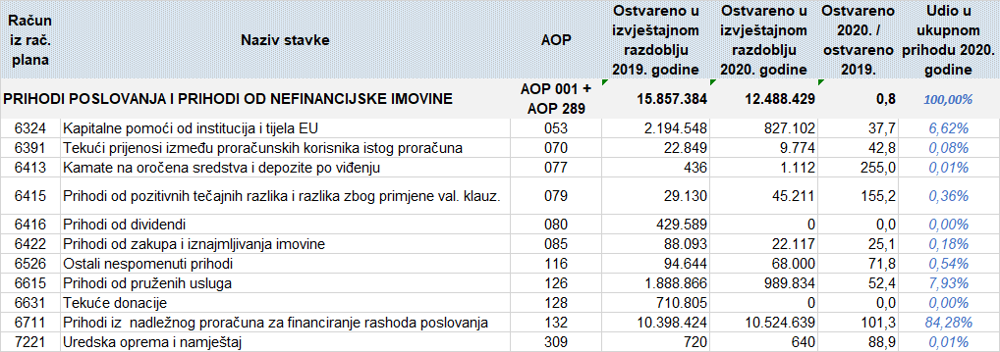 Račun iz rač. plana | Naziv stavke | AOP | Ostvareno u izvještajnom razdoblju 2019. godine | Ostvareno u izvještajnom razdoblju 2020. godine | Ostvareno 2020. / ostvareno 2019. | Udio u ukupnom prihodu 2020. godine
PRIHODI POSLOVANJA I PRIHODI OD NEFINANCIJSKE IMOVINE | AOP 001 + AOP 289 | 15.857.384 | 12.488.429 | 0,8 | 100,00%
6324 | Kapitalne pomoći od institucija i tijela EU | 053 | 2.194.548 | 827.102 | 37,7 | 6,62%
6391 | Tekući prijenosi između proračunskih korisnika istog proračuna | 070 | 22.849 | 9.774 | 42,8 | 0,08%
6413 | Kamate na oročena sredstva i depozite po viđenju | 077 | 436 | 1.112 | 255,0 | 0,01%
6415 | Prihodi od pozitivnih tečajnih razlika i razlika zbog primjene val. klauz. | 079 | 29.130 | 45.211 | 155,2 | 0,36%
6416 | Prihodi od dividendi | 080 | 429.589 | 0 | 0,0 | 0,00%
6422 | Prihodi od zakupa i iznajmljivanja imovine | 085 | 88.093 | 22.117 | 25,1 | 0,18%
6526 | Ostali nespomenuti prihodi | 116 | 94.644 | 68.000 | 71,8 | 0,54%
6615 | Prihodi od pruženih usluga | 126 | 1.888.866 | 989.834 | 52,4 | 7,93%
6631 | Tekuće donacije | 128 | 710.805 | 0 | 0,0 | 0,00%
6711 | Prihodi iz nadležnog proračuna za financiranje rashoda poslovanja | 132 | 10.398.424 | 10.524.639 | 101,3 | 84,28%
7221 | Uredska oprema i namještaj | 309 | 720 | 640 | 88,9 | 0,01%